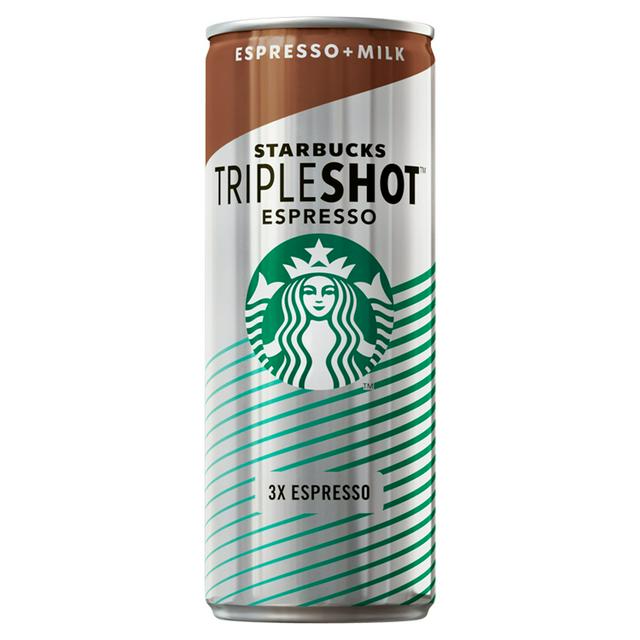 ESPRESSO+MILK
STARBUCKS
TRIPLESHOT™
ESPRESSO
TM
3X ESPRESSO